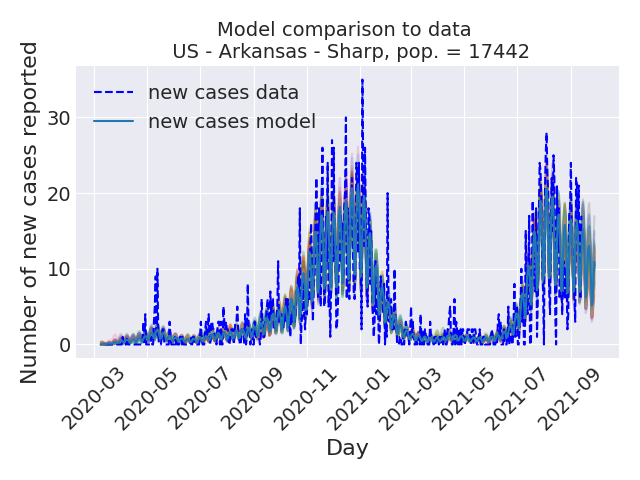 Model comparison to data
US - Arkansas - Sharp, pop. = 17442
Number of new cases reported
new cases data
new cases model
30
20
10
0
2020-03
2020-05
2020-07
2020-09
2020-11
2021-01
2021-03
2021-05
2021-07
2021-09
Day